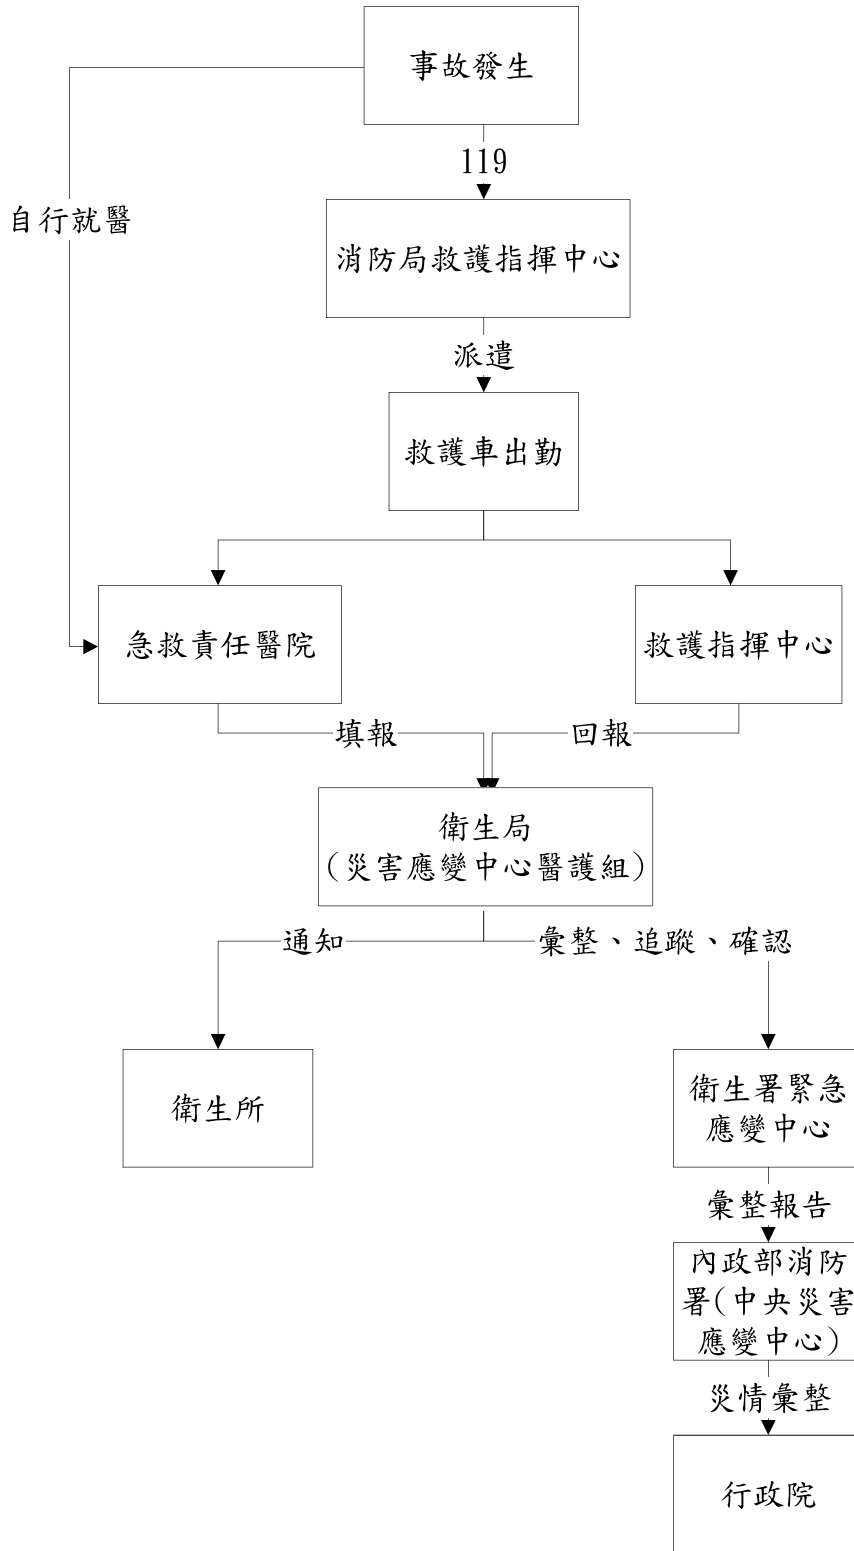 事故發生
119
自行就醫
消防局救護指揮中心
派遣
救護車出勤
急救責任醫院
救護指揮中心
填報
回報
衛生局
(災害應變中心醫護組)
通知
彙整、追蹤、確認
衛生所
衛生署緊急
應變中心
彙整報告
內政部消防
署(中央災害
應變中心)
災情彙整
行政院